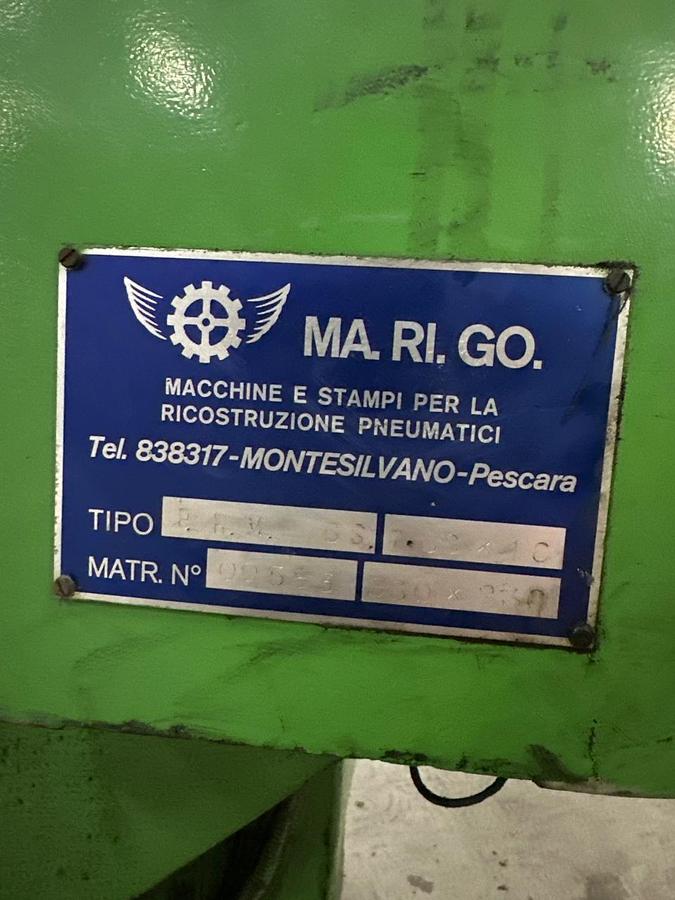 MA. RI. GO.
MACCHINE E STAMPI PER LA
RICOSTRUZIONE PNEUMATICI
Tel. 838317-MONTESILVANO-Pescara
TIPO
MATR. N°